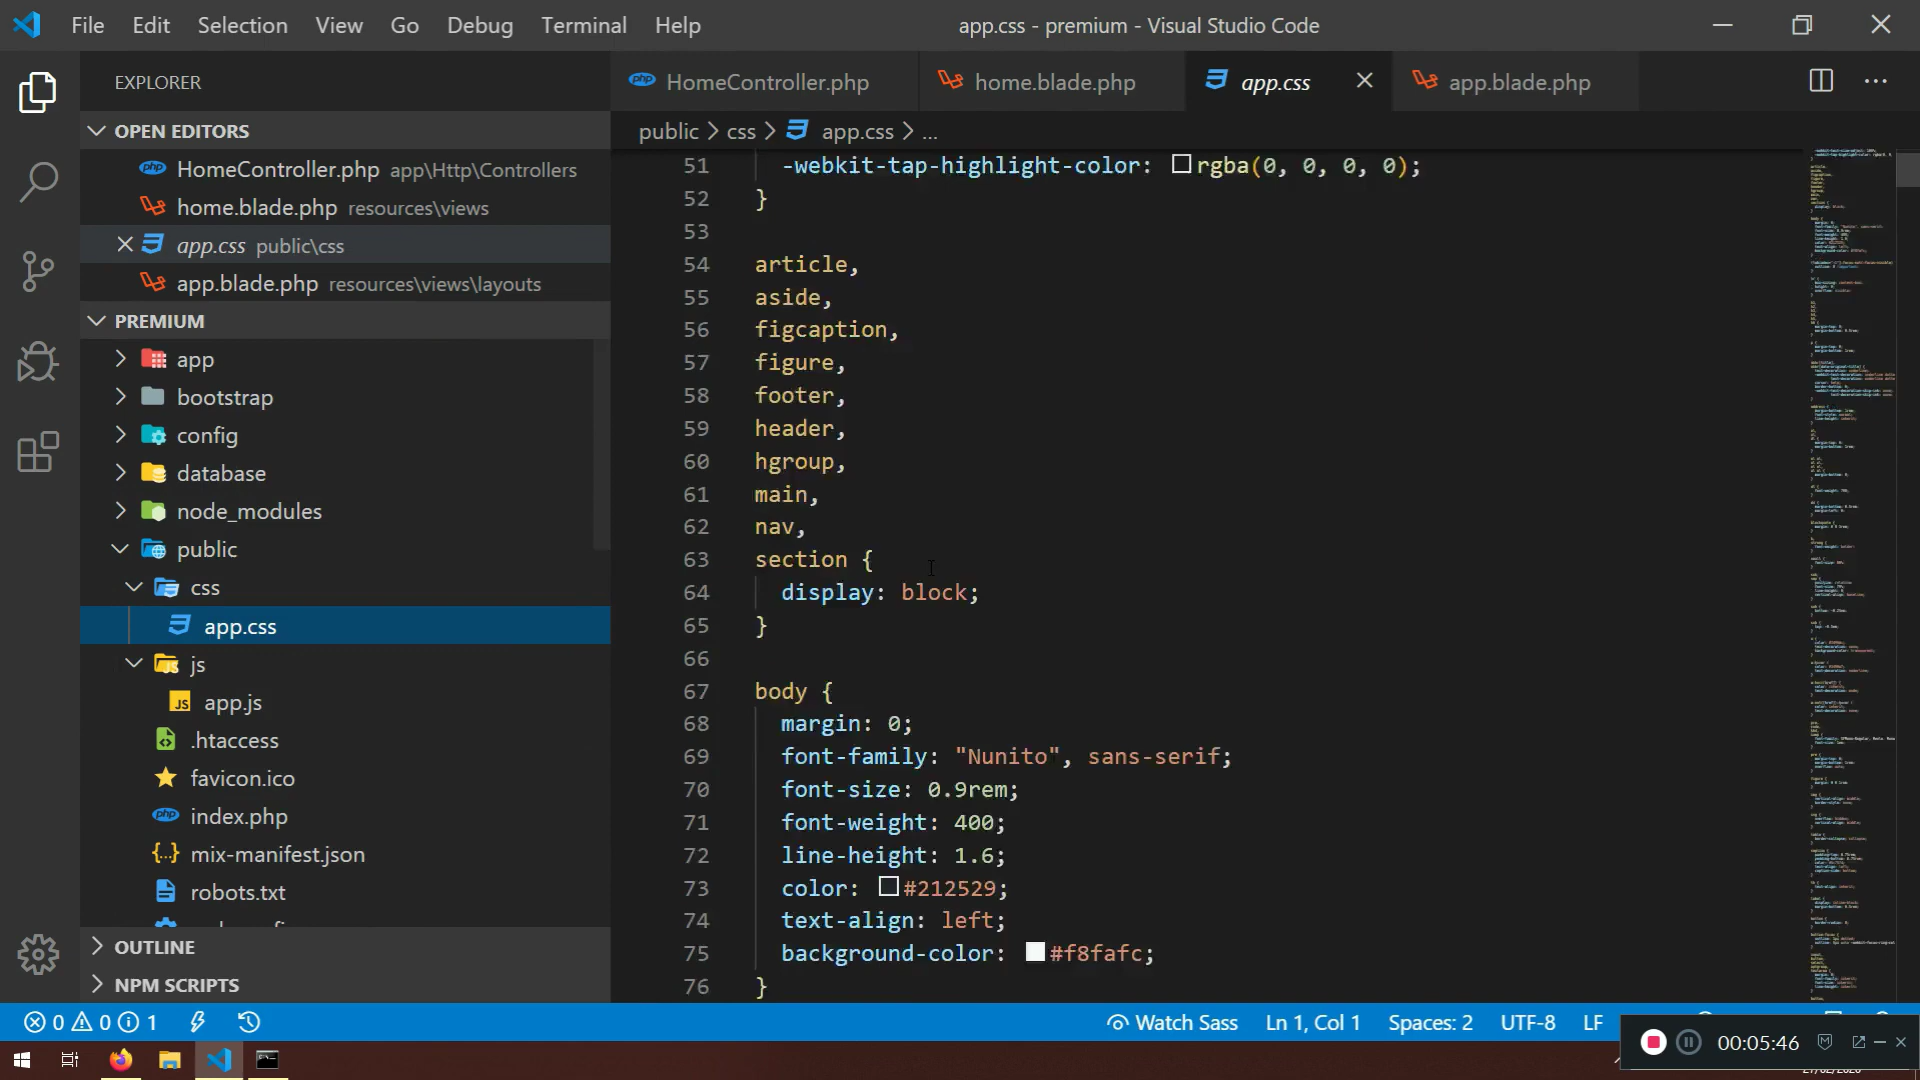 File Edit Selection View Go Debug Terminal Help
app.css - premium - Visual Studio Code
EXPLORER
OPEN EDITORS
HomeController.php app\Http\Controllers
home.blade.php resources\views
app.css public\css
app.blade.php resources\views\layouts
PREMIUM
app
bootstrap
config
database
node_modules
public
css
app.css
js
JS app.js
.htaccess
favicon.ico
php index.php
mix-manifest.json
robots.txt
OUTLINE
NPM SCRIPTS
HomeController.php home.blade.php app.css app.blade.php
public > css > app.css > ...
51 -webkit-tap-highlight-color: rgba(0, 0, 0, 0);
52 }
53
54 article,
55 aside,
56 figcaption,
57 figure,
58 footer,
59 header,
60 hgroup,
61 main,
62 nav,
63 section {
64 display: block;
65 }
66
67 body {
68 margin: 0;
69 font-family: "Nunito", sans-serif;
70 font-size: 0.9rem;
71 font-weight: 400;
72 line-height: 1.6;
73 color: #212529;
74 text-align: left;
75 background-color: #f8fafc;
76 }
0 0 1
Watch Sass Ln 1, Col 1 Spaces: 2 UTF-8 LF
00:05:46